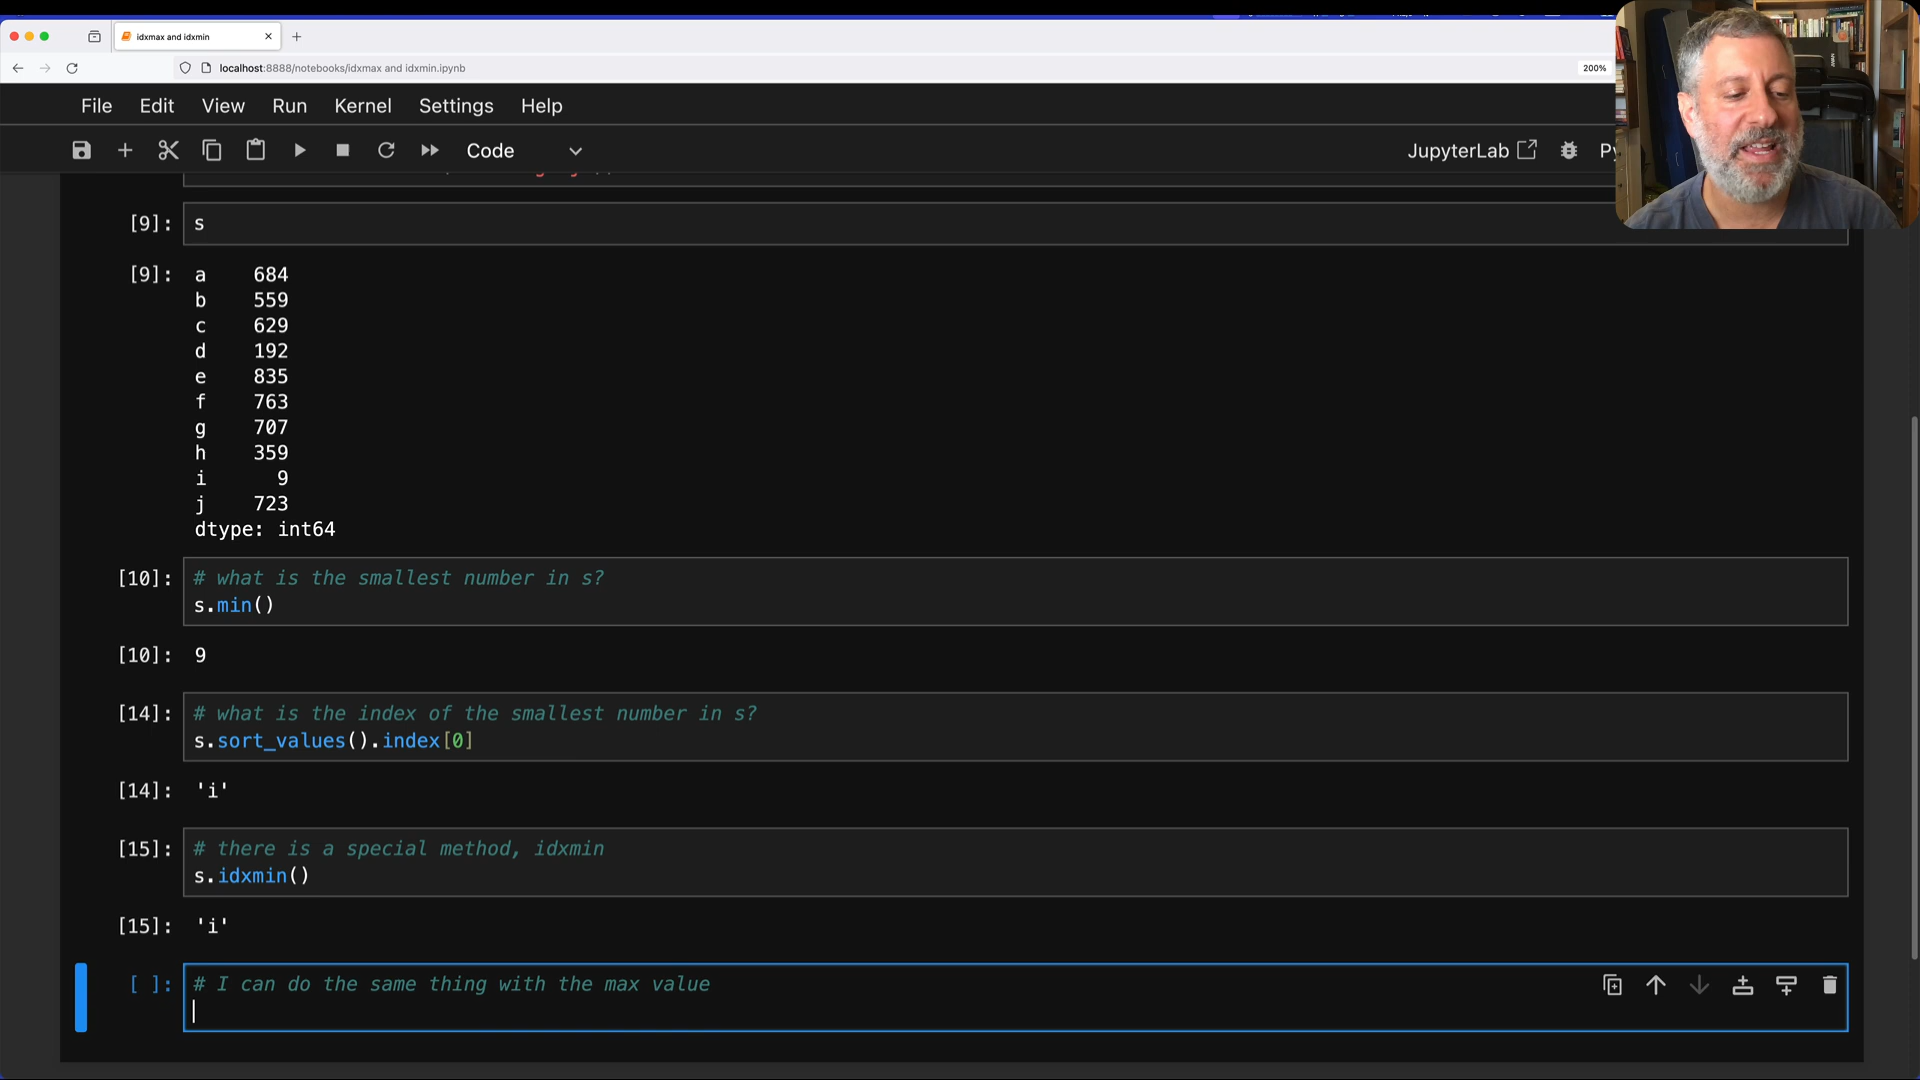 idxmax and idxmin
localhost:8888/notebooks/idxmax and idxmin.ipynb
200%
File Edit View Run Kernel Settings Help
Code
JupyterLab
[9]: s
[9]: a 684
b 559
c 629
d 192
e 835
f 763
g 707
h 359
i 9
j 723
dtype: int64
[10]: # what is the smallest number in s?
s.min()
[10]: 9
[14]: # what is the index of the smallest number in s?
s.sort_values().index[0]
[14]: 'i'
[15]: # there is a special method, idxmin
s.idxmin()
[15]: 'i'
[ ]: # I can do the same thing with the max value